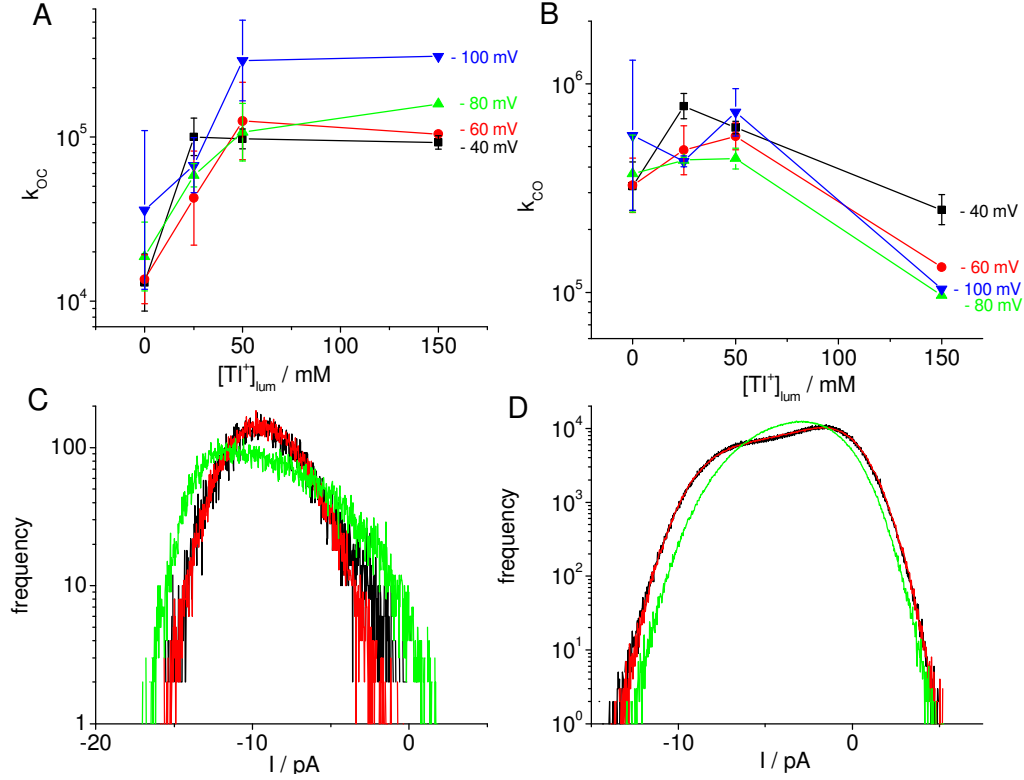 A
k_OC
10^5
10^4
0
50
100
150
[Tl^+]_lum / mM
- 100 mV
- 80 mV
- 60 mV
- 40 mV
B
k_CO
10^6
10^5
0
50
100
150
[Tl^+]_lum / mM
- 40 mV
- 60 mV
- 100 mV
- 80 mV
C
frequency
100
10
1
-20
-10
0
I / pA
D
frequency
10^4
10^3
10^2
10^1
10^0
-10
0
I / pA